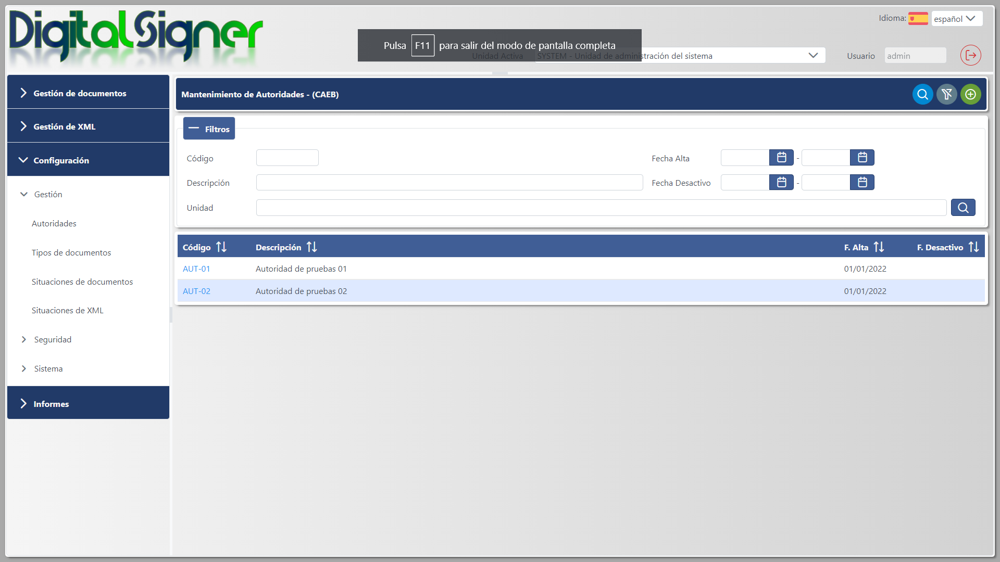 DigitalSigner
Idioma: español
Pulsa F11 para salir del modo de pantalla completa
Unidad Activa SYSTEM - Unidad de administración del sistema
Usuario admin
Gestión de documentos
Gestión de XML
Configuración
Gestión
Autoridades
Tipos de documentos
Situaciones de documentos
Situaciones de XML
Seguridad
Sistema
Informes
Mantenimiento de Autoridades - (CAEB)
Filtros
Código
Fecha Alta -
Descripción
Fecha Desactivo -
Unidad
Código Descripción F. Alta F. Desactivo
AUT-01 Autoridad de pruebas 01 01/01/2022
AUT-02 Autoridad de pruebas 02 01/01/2022